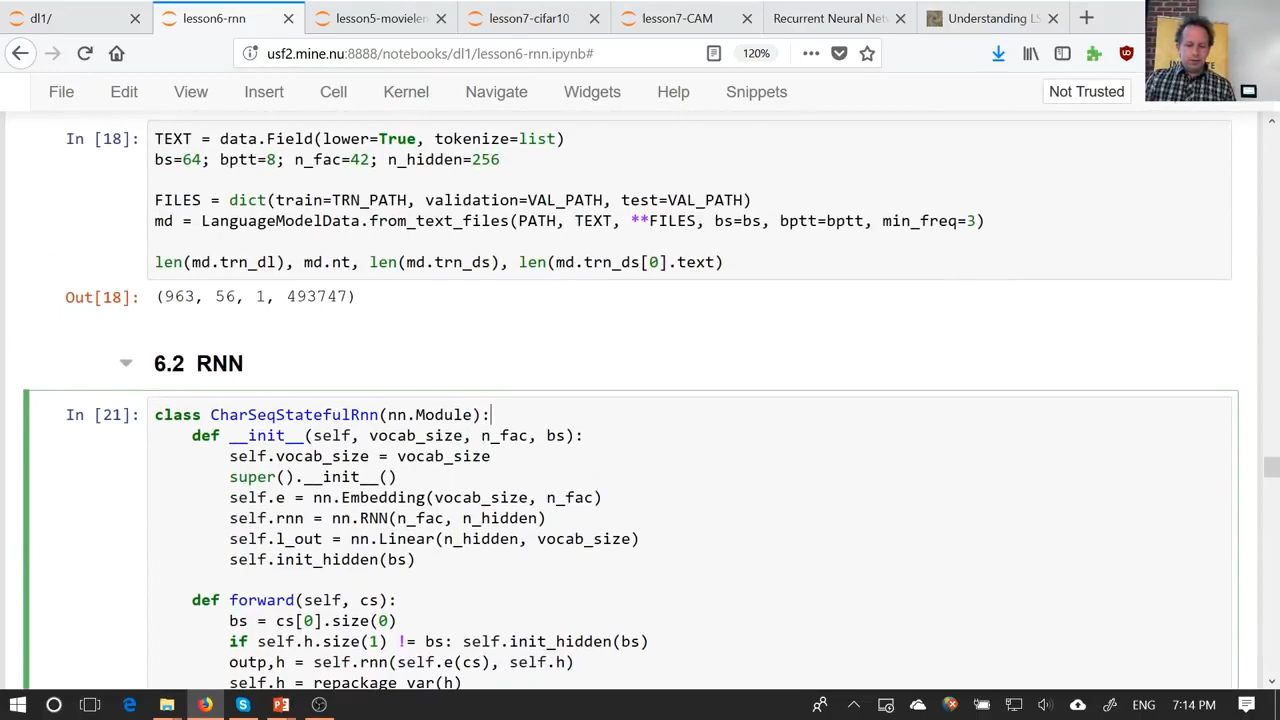 dl1/
lesson6-rnn
lesson5-movielen
lesson7-cifar10
lesson7-CAM
Recurrent Neural Ne
Understanding LS
usf2.mine.nu:8888/notebooks/dl1/lesson6-rnn.ipynb#
120%
File Edit View Insert Cell Kernel Navigate Widgets Help Snippets
Not Trusted
In [18]:
TEXT = data.Field(lower=True, tokenize=list)
bs=64; bptt=8; n_fac=42; n_hidden=256
FILES = dict(train=TRN_PATH, validation=VAL_PATH, test=VAL_PATH)
md = LanguageModelData.from_text_files(PATH, TEXT, **FILES, bs=bs, bptt=bptt, min_freq=3)
len(md.trn_dl), md.nt, len(md.trn_ds), len(md.trn_ds[0].text)
Out[18]: (963, 56, 1, 493747)
6.2 RNN
In [21]:
class CharSeqStatefulRnn(nn.Module):
def __init__(self, vocab_size, n_fac, bs):
self.vocab_size = vocab_size
super().__init__()
self.e = nn.Embedding(vocab_size, n_fac)
self.rnn = nn.RNN(n_fac, n_hidden)
self.l_out = nn.Linear(n_hidden, vocab_size)
self.init_hidden(bs)
def forward(self, cs):
bs = cs[0].size(0)
if self.h.size(1) != bs: self.init_hidden(bs)
outp,h = self.rnn(self.e(cs), self.h)
self.h = repackage_var(h)
ENG
7:14 PM